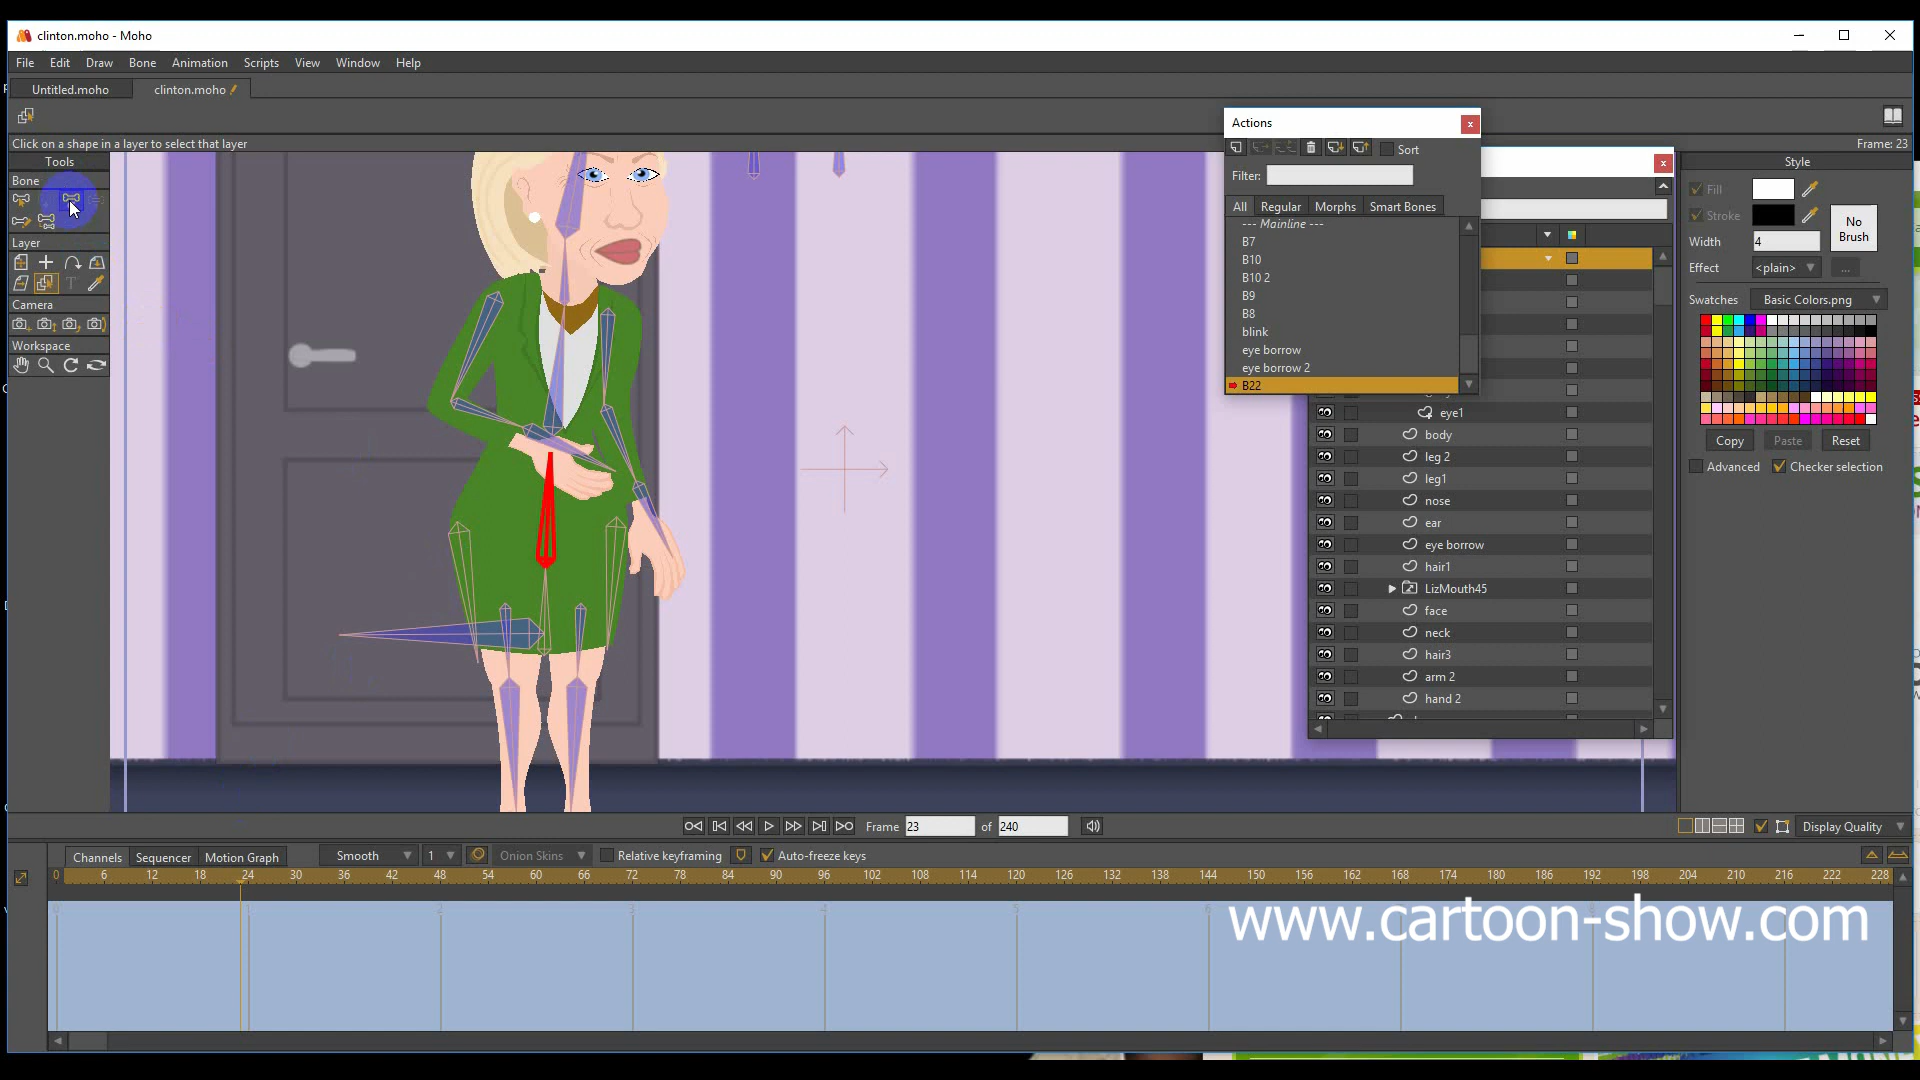 clinton.moho - Moho
File Edit Draw Bone Animation Scripts View Window Help
Untitled.moho clinton.moho
Click on a shape in a layer to select that layer Frame: 23
Tools
Bone
Layer
Camera
Workspace
Actions
Sort
Filter:
All Regular Morphs Smart Bones
--- Mainline ---
B7
B10
B10 2
B9
B8
blink
eye borrow
eye borrow 2
B22
eye1
body
leg 2
leg1
nose
ear
eye borrow
hair1
LizMouth45
face
neck
hair3
arm 2
hand 2
Style
Fill
Stroke
No Brush
Width 4
Effect <plain> ...
Swatches Basic Colors.png
Copy Paste Reset
Advanced Checker selection
Frame 23 of 240
Display Quality
Channels Sequencer Motion Graph Smooth 1 Onion Skins Relative keyframing Auto-freeze keys
0 6 12 18 24 30 36 42 48 54 60 66 72 78 84 90 96 102 108 114 120 126 132 138 144 150 156 162 168 174 180 186 192 198 204 210 216 222 228
0 1 2 3 4 5 6
www.cartoon-show.com